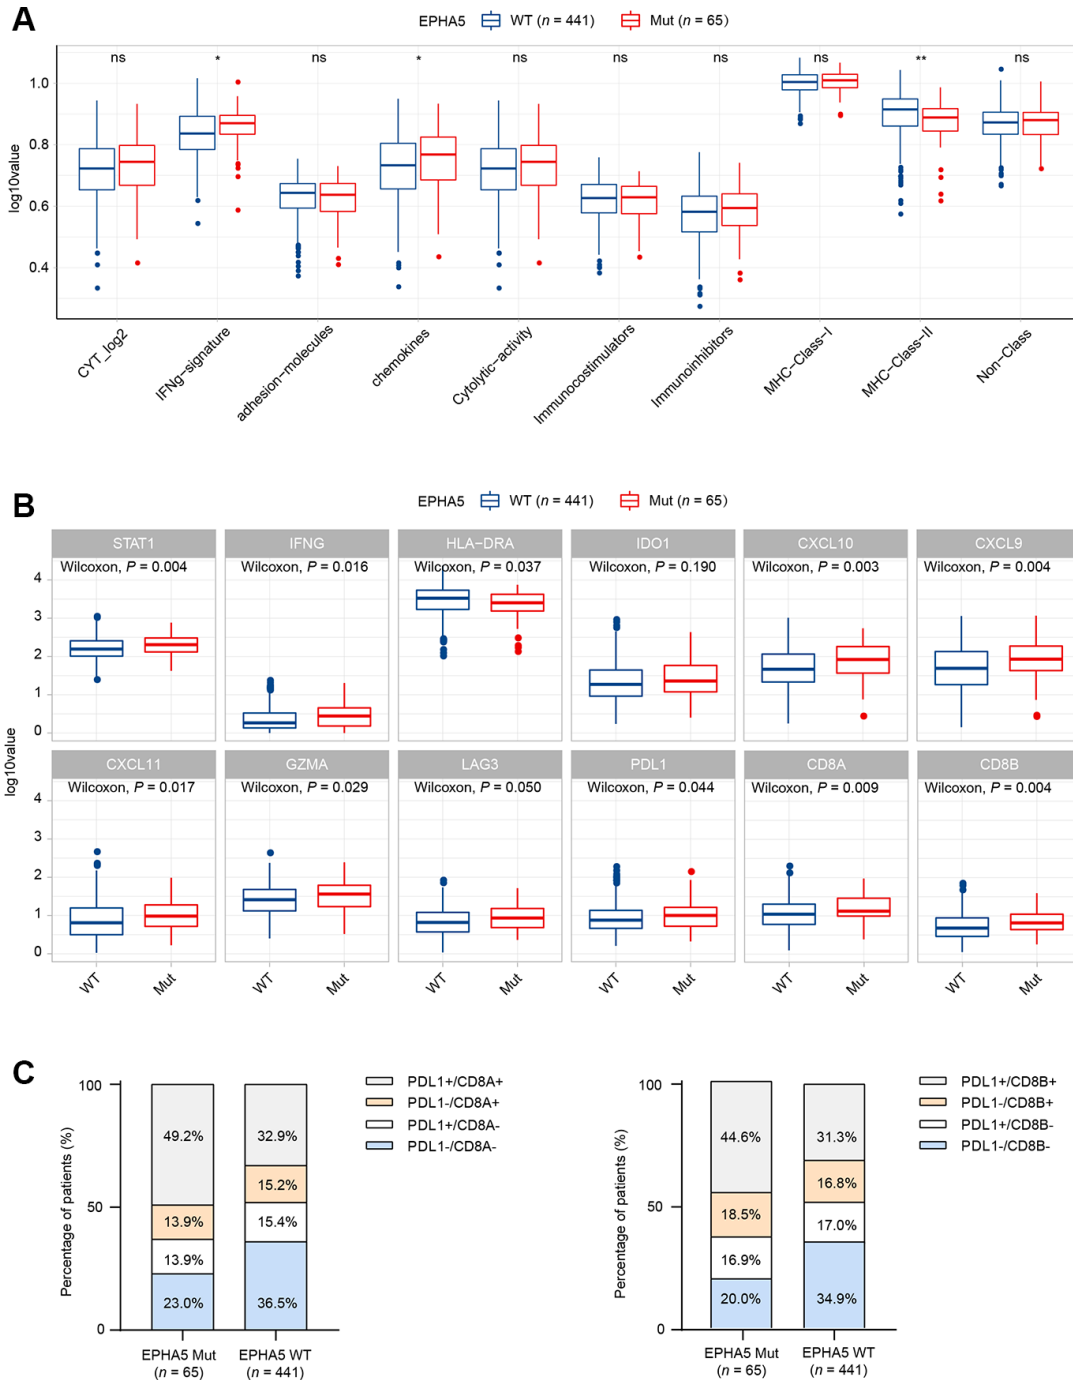 A
EPHA5 WT (n = 441) Mut (n = 65)
ns * ns * ns ns ns ns ** ns
log10value
1.0
0.8
0.6
0.4
CYT_log2
IFNg-signature
adhesion-molecules
chemokines
Cytolytic-activity
Immunocostimulators
Immunoinhibitors
MHC-Class-I
MHC-Class-II
Non-Class
B
EPHA5 WT (n = 441) Mut (n = 65)
STAT1 IFNG HLA-DRA IDO1 CXCL10 CXCL9
Wilcoxon, P = 0.004 Wilcoxon, P = 0.016 Wilcoxon, P = 0.037 Wilcoxon, P = 0.190 Wilcoxon, P = 0.003 Wilcoxon, P = 0.004
4
3
2
1
0
log10value
CXCL11 GZMA LAG3 PDL1 CD8A CD8B
Wilcoxon, P = 0.017 Wilcoxon, P = 0.029 Wilcoxon, P = 0.050 Wilcoxon, P = 0.044 Wilcoxon, P = 0.009 Wilcoxon, P = 0.004
4
3
2
1
0
WT Mut WT Mut WT Mut WT Mut WT Mut WT Mut
C
Percentage of patients (%)
100
50
0
49.2% 32.9%
15.2%
13.9% 15.4%
13.9%
23.0% 36.5%
EPHA5 Mut EPHA5 WT
(n = 65) (n = 441)
PDL1+/CD8A+
PDL1-/CD8A+
PDL1+/CD8A-
PDL1-/CD8A-
Percentage of patients (%)
100
50
0
44.6% 31.3%
16.8%
18.5% 17.0%
16.9%
20.0% 34.9%
EPHA5 Mut EPHA5 WT
(n = 65) (n = 441)
PDL1+/CD8B+
PDL1-/CD8B+
PDL1+/CD8B-
PDL1-/CD8B-